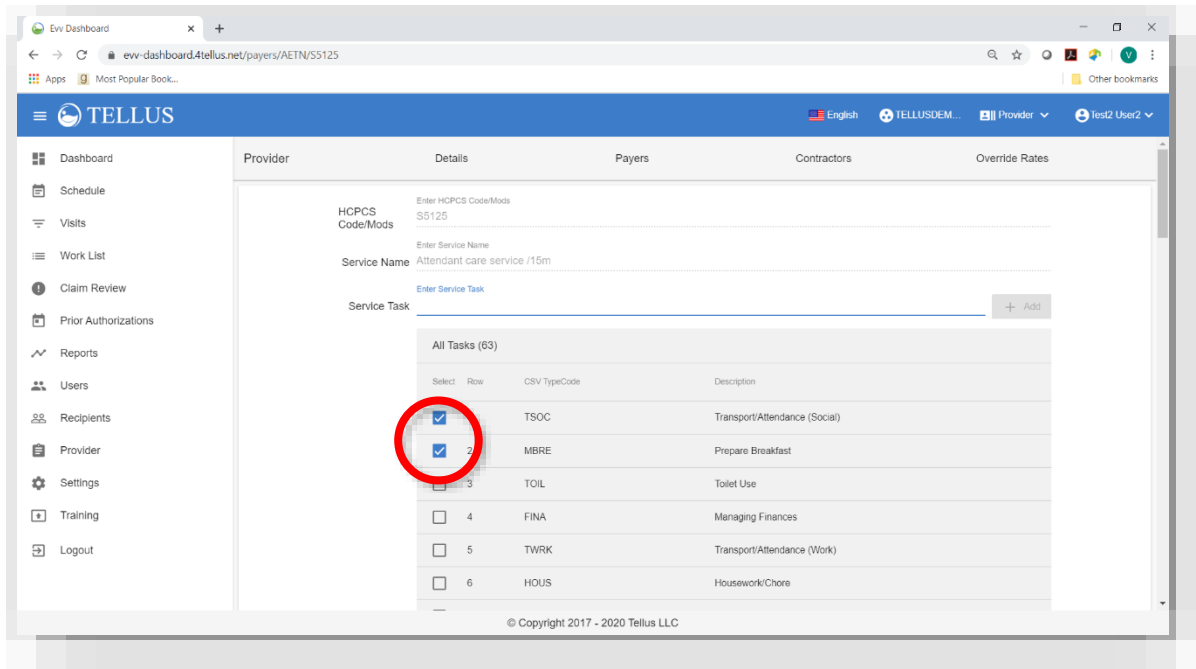 Evv Dashboard
evv-dashboard.4tellus.net/payers/AETN/S5125
V
Apps g Most Popular Book... Other bookmarks
TELLUS English TELLUSDEM... Provider Test2 User2
Dashboard
Schedule
Visits
Work List
Claim Review
Prior Authorizations
Reports
Users
Recipients
Provider
Settings
Training
Logout
Provider Details Payers Contractors Override Rates
Enter HCPCS Code/Mods
HCPCS Code/Mods S5125
Enter Service Name
Service Name Attendant care service /15m
Enter Service Task
Service Task + Add
All Tasks (63)
Select Row CSV TypeCode Description
TSOC Transport/Attendance (Social)
2 MBRE Prepare Breakfast
3 TOIL Toilet Use
4 FINA Managing Finances
5 TWRK Transport/Attendance (Work)
6 HOUS Housework/Chore
© Copyright 2017 - 2020 Tellus LLC